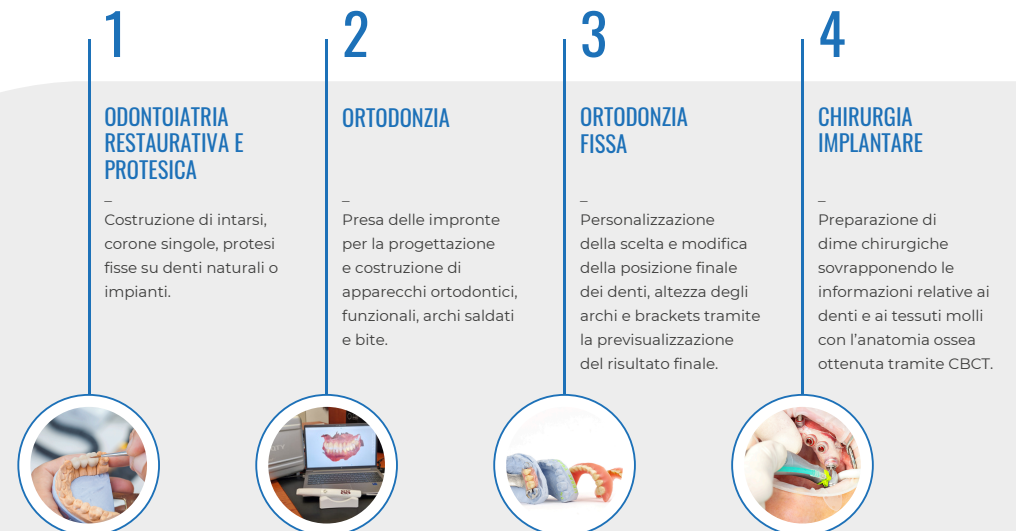 1
ODONTOIATRIA
RESTAURATIVA E
PROTESICA
–
Costruzione di intarsi,
corone singole, protesi
fisse su denti naturali o
impianti.
2
ORTODONZIA
–
Presa delle impronte
per la progettazione
e costruzione di
apparecchi ortodontici,
funzionali, archi saldati
e bite.
3
ORTODONZIA
FISSA
–
Personalizzazione
della scelta e modifica
della posizione finale
dei denti, altezza degli
archi e brackets tramite
la previsualizzazione
del risultato finale.
4
CHIRURGIA
IMPLANTARE
–
Preparazione di
dime chirurgiche
sovrapponendo le
informazioni relative ai
denti e ai tessuti molli
con l’anatomia ossea
ottenuta tramite CBCT.